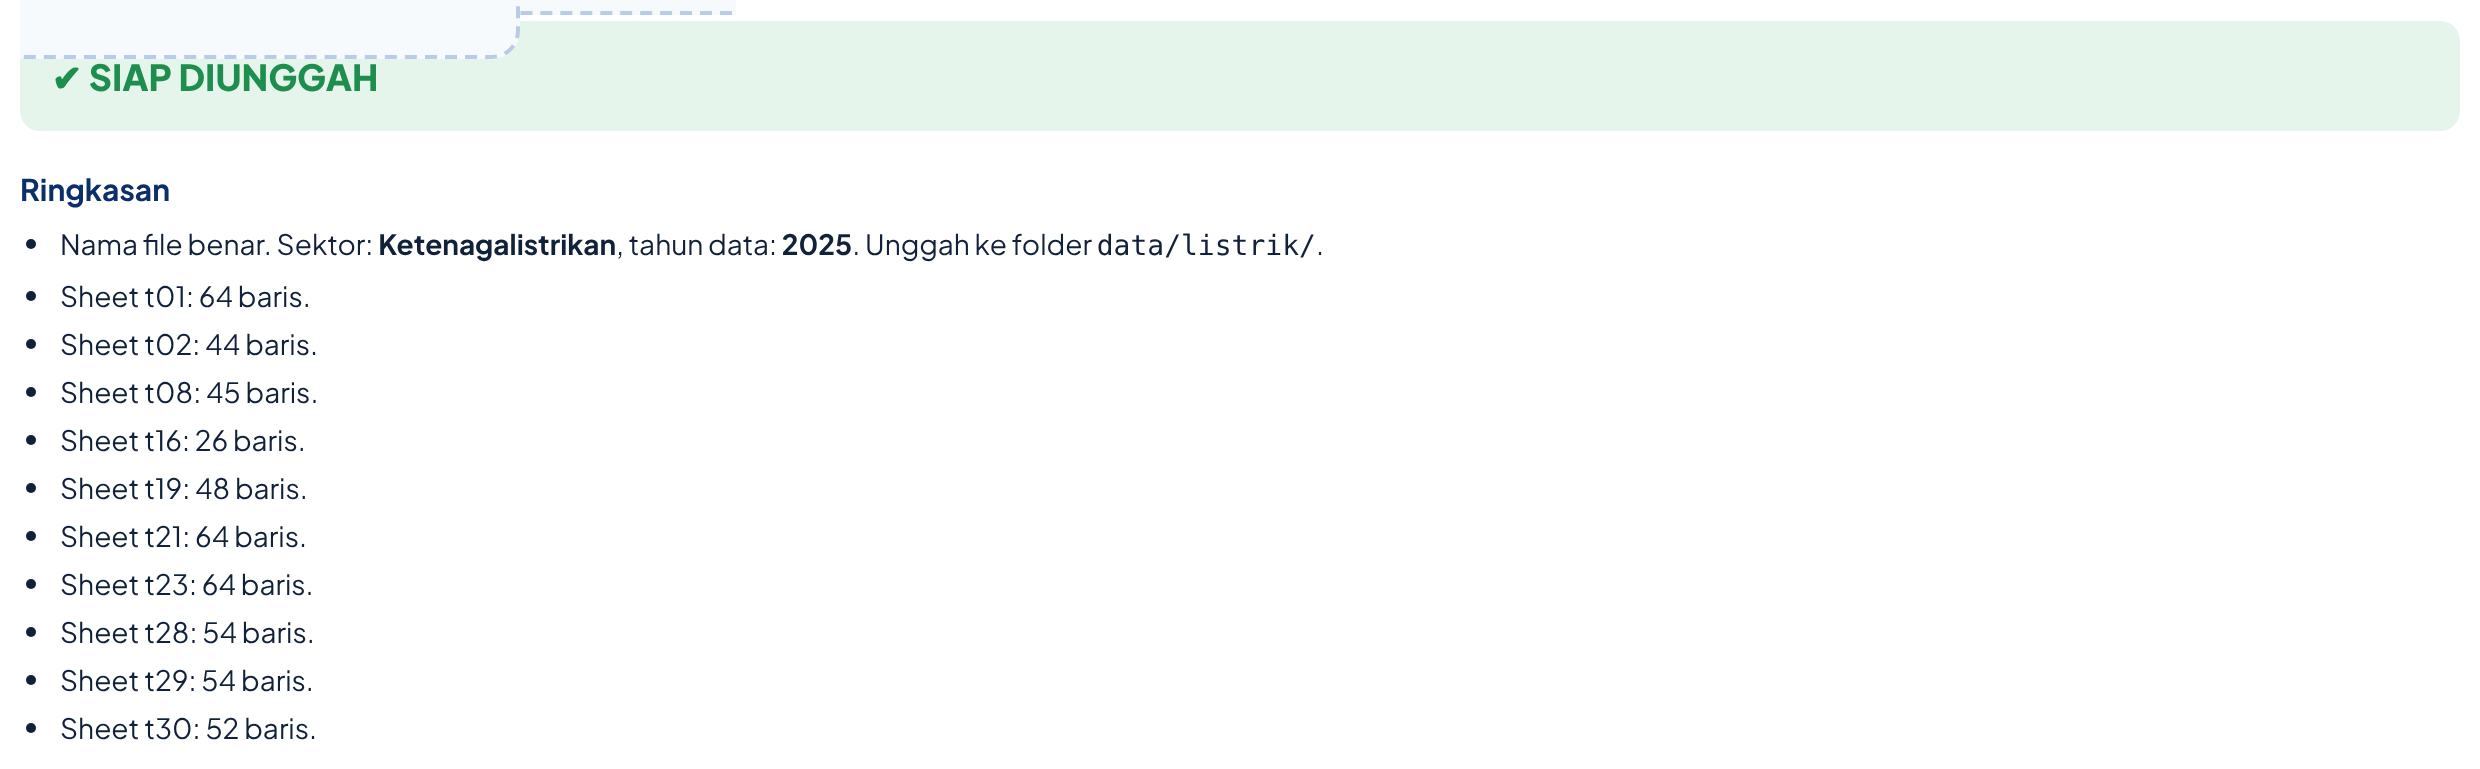 ✔ SIAP DIUNGGAH
Ringkasan
• Nama file benar. Sektor: Ketenagalistrikan, tahun data: 2025. Unggah ke folder data/listrik/.
• Sheet t01: 64 baris.
• Sheet t02: 44 baris.
• Sheet t08: 45 baris.
• Sheet t16: 26 baris.
• Sheet t19: 48 baris.
• Sheet t21: 64 baris.
• Sheet t23: 64 baris.
• Sheet t28: 54 baris.
• Sheet t29: 54 baris.
• Sheet t30: 52 baris.